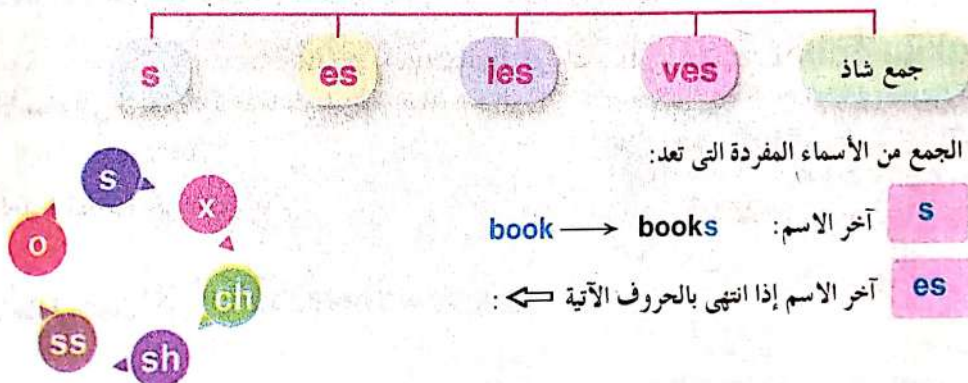 s es ies ves جمع شاذ
الجمع من الأسماء المفردة التى تعد:
s آخر الاسم: book ⟶ books
es آخر الاسم إذا انتهى بالحروف الآتية ⇦ :
s
x
ch
sh
ss
o